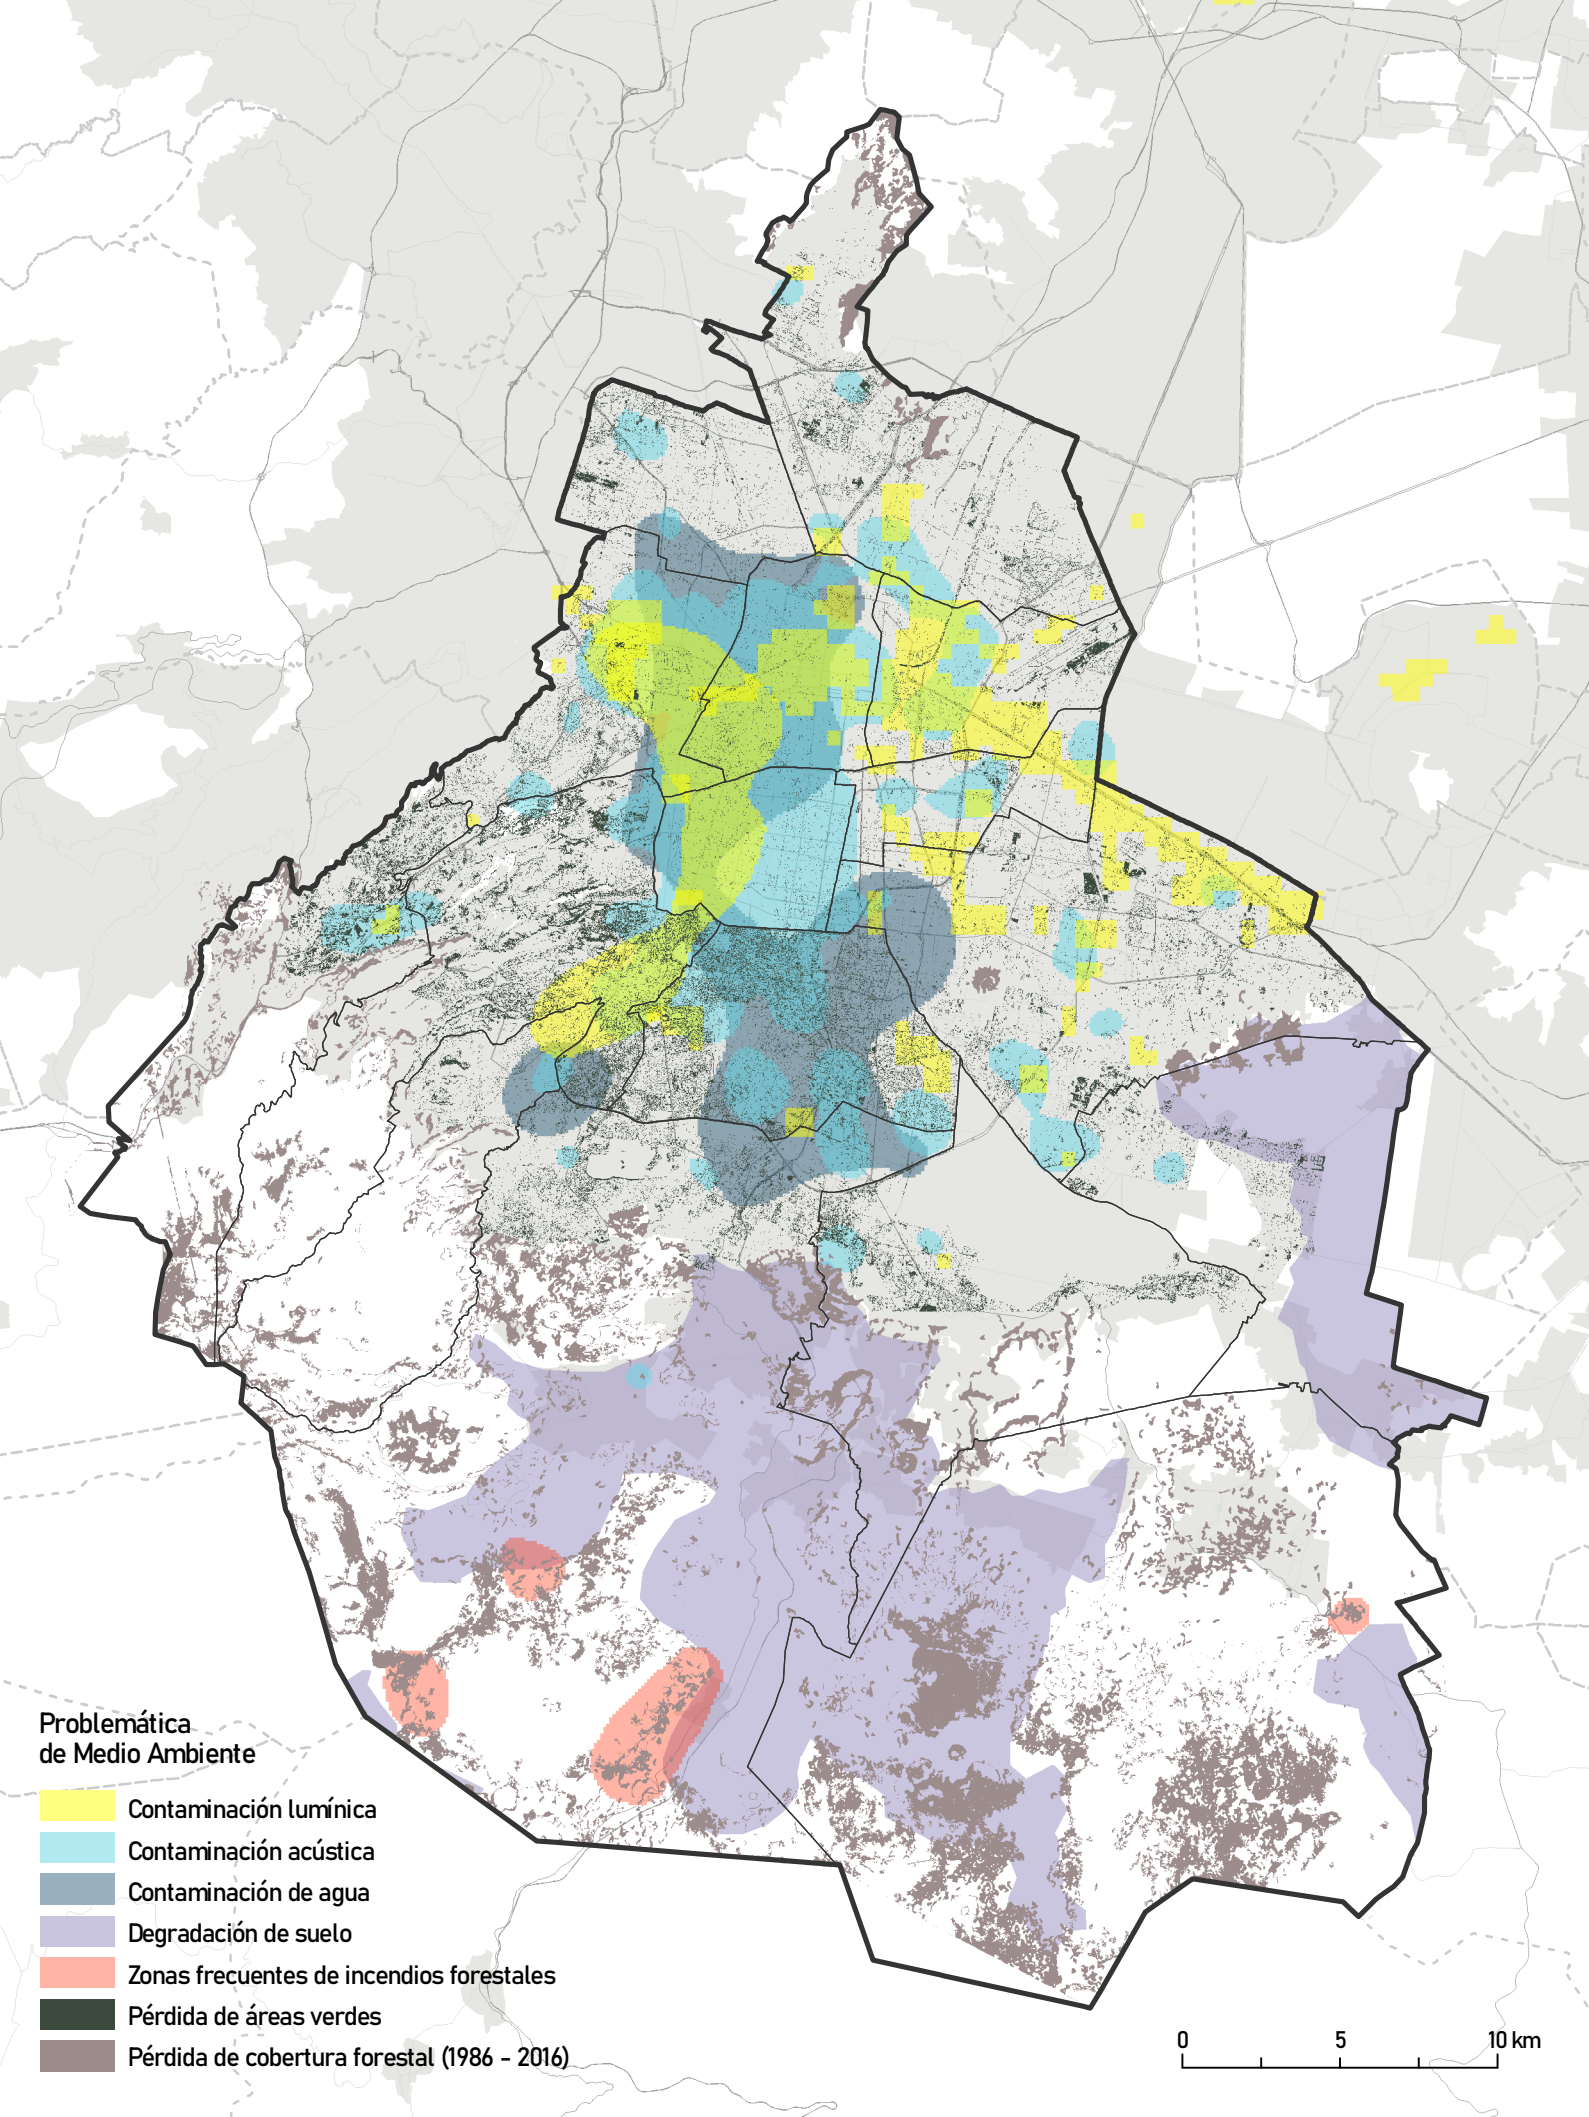 Problemática
de Medio Ambiente
Contaminación lumínica
Contaminación acústica
Contaminación de agua
Degradación de suelo
Zonas frecuentes de incendios forestales
Pérdida de áreas verdes
Pérdida de cobertura forestal (1986 - 2016)
0 5 10 km